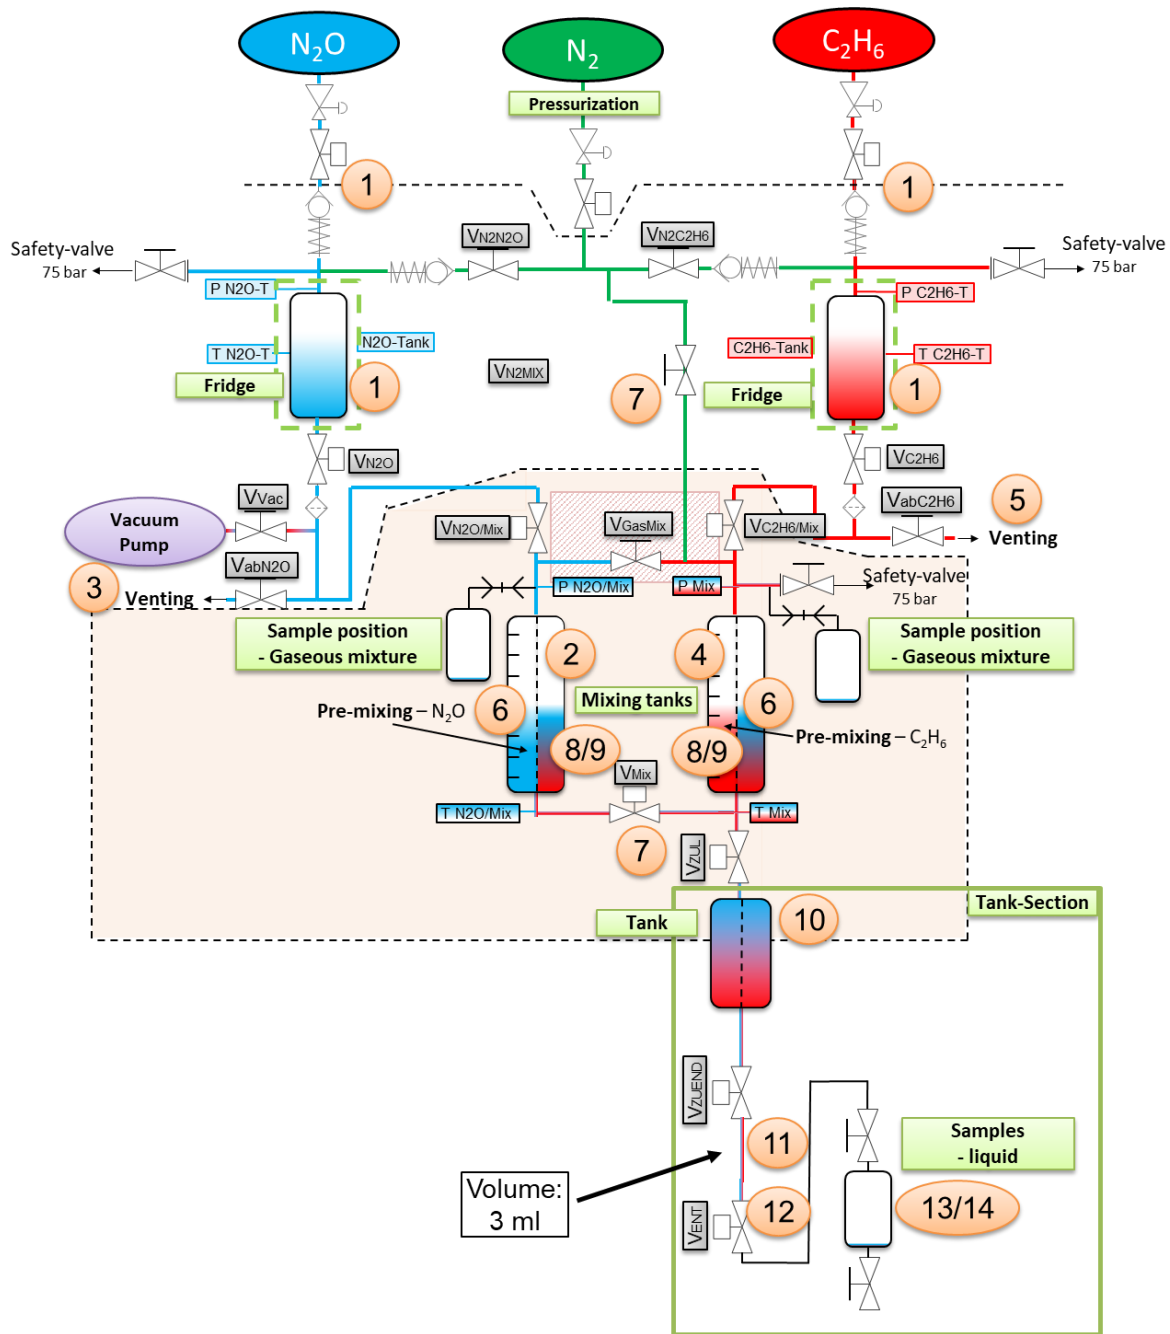 N₂O
N₂
C₂H₆
Pressurization
1
1
VN2N2O
VN2C2H6
Safety-valve
75 bar
Safety-valve
75 bar
P N2O-T
P C2H6-T
N2O-Tank
C2H6-Tank
T N2O-T
T C2H6-T
VN2MIX
Fridge
1
7
Fridge
1
VN2O
VC2H6
VVac
VabC2H6
5
Vacuum
Pump
VN2O/Mix
VGasMix
VC2H6/Mix
Venting
VabN2O
3
Venting
P N2O/Mix
P Mix
Safety-valve
75 bar
Sample position
- Gaseous mixture
2
4
Sample position
- Gaseous mixture
Mixing tanks
6
6
Pre-mixing – N₂O
Pre-mixing – C₂H₆
8/9
8/9
VMix
T N2O/Mix
T Mix
7
VZUL
Tank-Section
Tank
10
VZUEND
11
Samples
- liquid
Volume:
3 ml
VENT
12
13/14